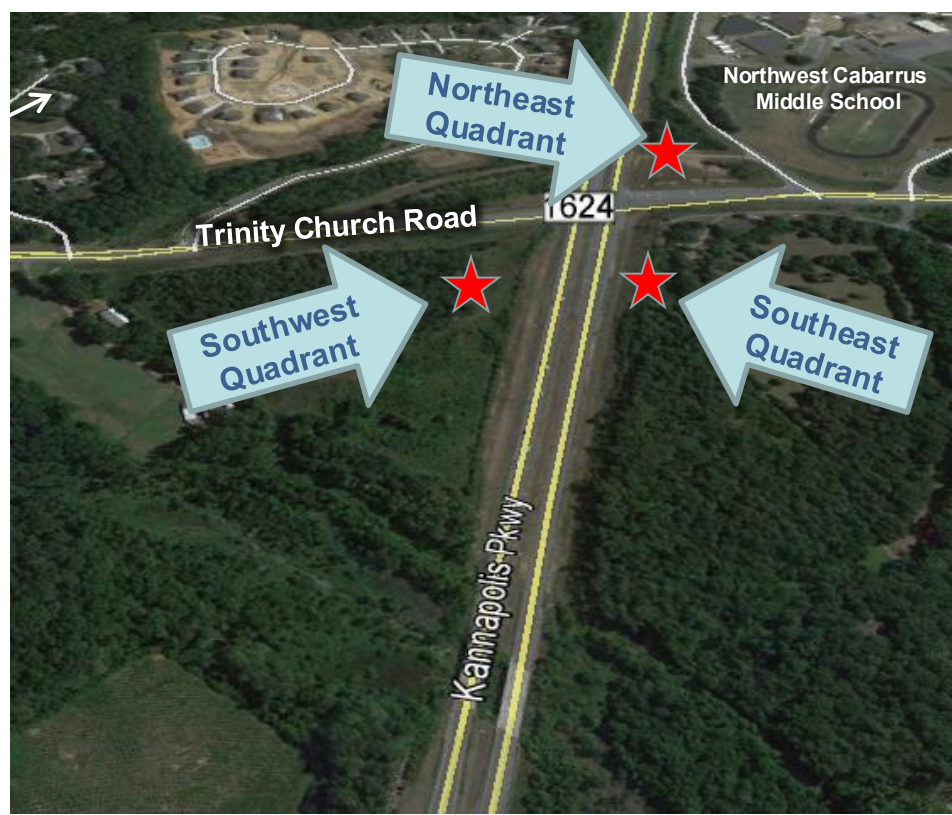 Northeast
Quadrant
Northwest Cabarrus
Middle School
1624
Trinity Church Road
Southwest
Quadrant
Southeast
Quadrant
Kannapolis Pkwy